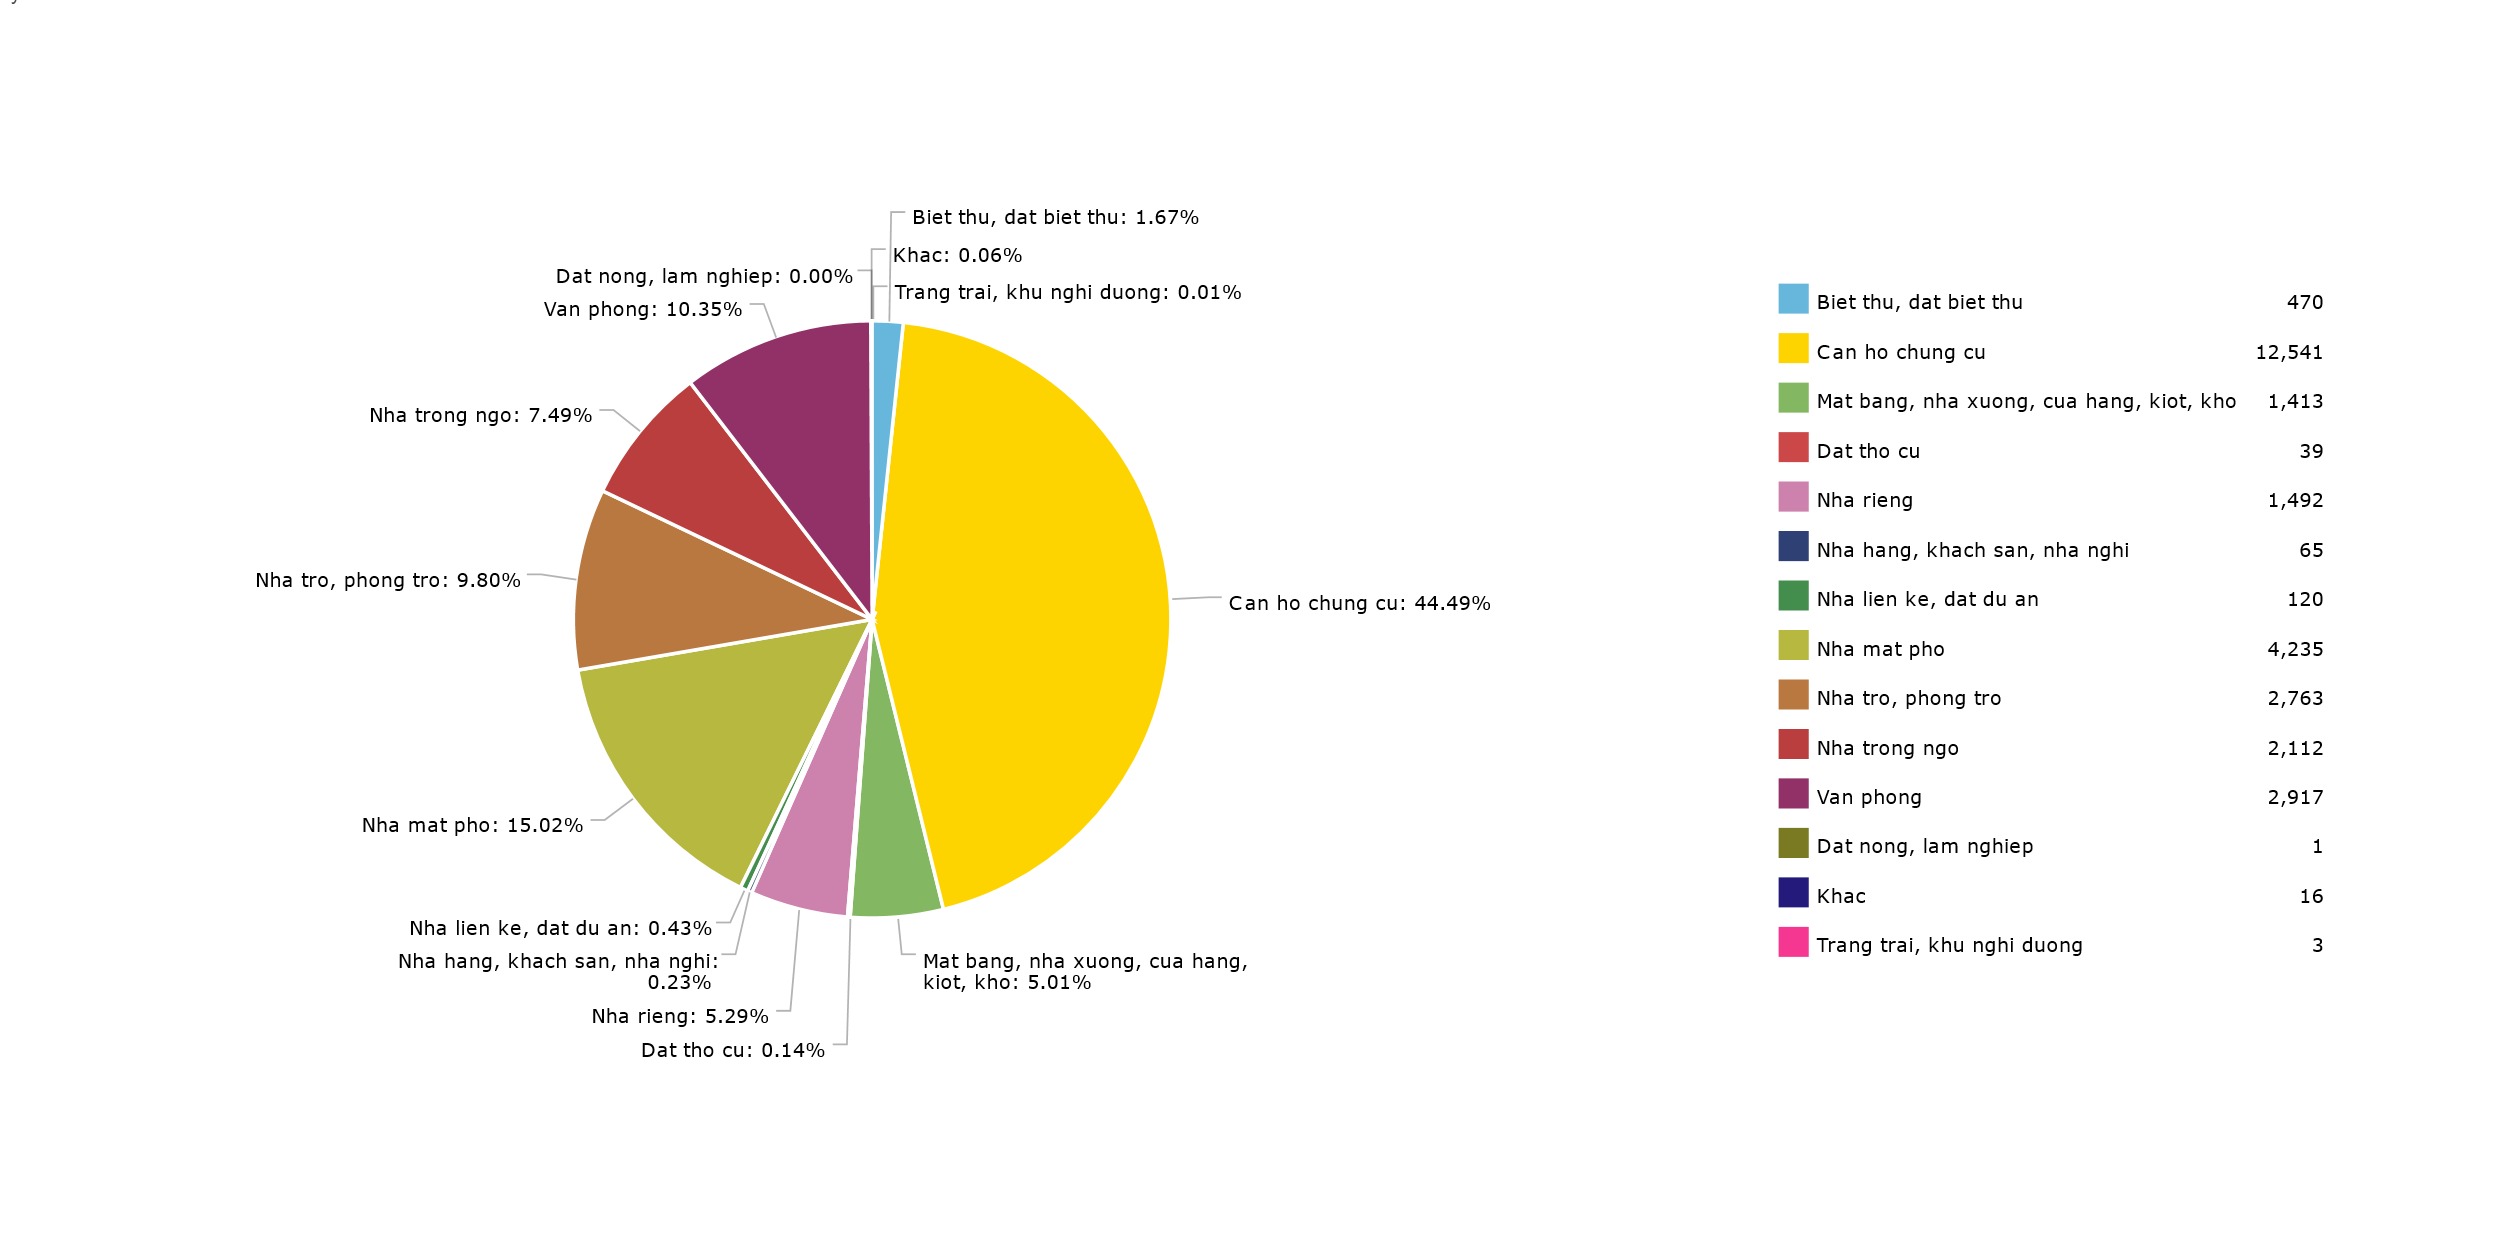 Biet thu, dat biet thu: 1.67%
Khac: 0.06%
Dat nong, lam nghiep: 0.00%
Trang trai, khu nghi duong: 0.01%
Van phong: 10.35%
Nha trong ngo: 7.49%
Nha tro, phong tro: 9.80%
Can ho chung cu: 44.49%
Nha mat pho: 15.02%
Nha lien ke, dat du an: 0.43%
Nha hang, khach san, nha nghi:
0.23%
Mat bang, nha xuong, cua hang,
kiot, kho: 5.01%
Nha rieng: 5.29%
Dat tho cu: 0.14%
Biet thu, dat biet thu 470
Can ho chung cu 12,541
Mat bang, nha xuong, cua hang, kiot, kho 1,413
Dat tho cu 39
Nha rieng 1,492
Nha hang, khach san, nha nghi 65
Nha lien ke, dat du an 120
Nha mat pho 4,235
Nha tro, phong tro 2,763
Nha trong ngo 2,112
Van phong 2,917
Dat nong, lam nghiep 1
Khac 16
Trang trai, khu nghi duong 3